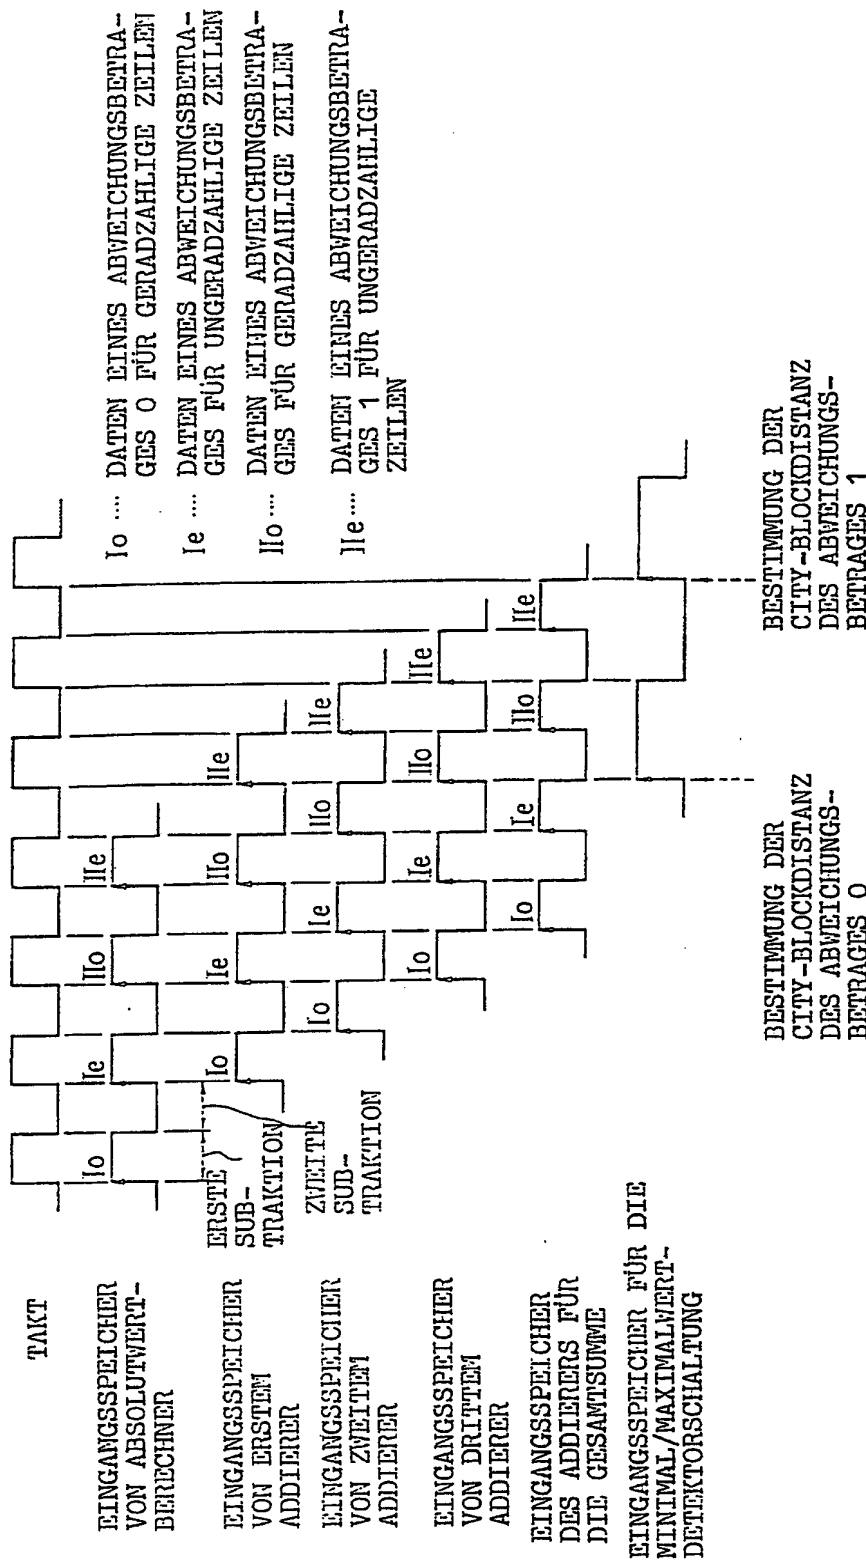 TAKT
EINGANGSSPEICHER
VON ABSOLUTWERT-
BERECHNER
EINGANGSSPEICHER
VON ERSTEM
ADDIERER
EINGANGSSPEICHER
VON ZWEITEM
ADDIERER
EINGANGSSPEICHER
VON DRITTEM
ADDIERER
EINGANGSSPEICHER
DES ADDIERERS FÜR
DIE GESAMTSUMME
EINGANGSSPEICHER FÜR DIE
MINIMAL/MAXIMALWERT-
DETEKTORSCHALTUNG
Io Ie IIo IIe
ERSTE
SUB-
TRAKTION
ZWEITE
SUB-
TRAKTION
Io Ie IIo IIe
Io Ie IIo IIe
Io Ie IIo IIe
Io Ie IIo IIe
BESTIMMUNG DER
CITY-BLOCKDISTANZ
DES ABWEICHUNGS-
BETRAGES 0
BESTIMMUNG DER
CITY-BLOCKDISTANZ
DES ABWEICHUNGS-
BETRAGES 1
Io .... DATEN EINES ABWEICHUNGSBETRA-
GES 0 FÜR GERADZAHLIGE ZEILEN
Ie .... DATEN EINES ABWEICHUNGSBETRA-
GES FÜR UNGERADZAHLIGE ZEILEN
IIo .... DATEN EINES ABWEICHUNGSBETRA-
GES FÜR GERADZAHLIGE ZEILEN
IIe .... DATEN EINES ABWEICHUNGSBETRA-
GES 1 FÜR UNGERADZAHLIGE
ZEILEN